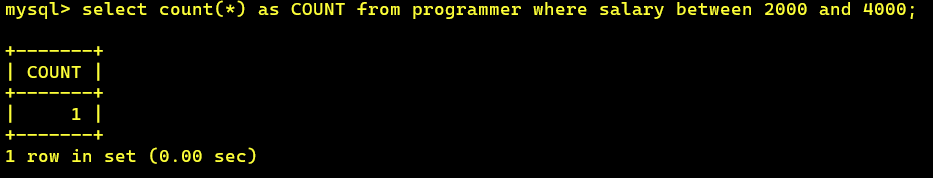 mysql> select count(*) as COUNT from programmer where salary between 2000 and 4000;
+-------+
| COUNT |
+-------+
|     1 |
+-------+
1 row in set (0.00 sec)